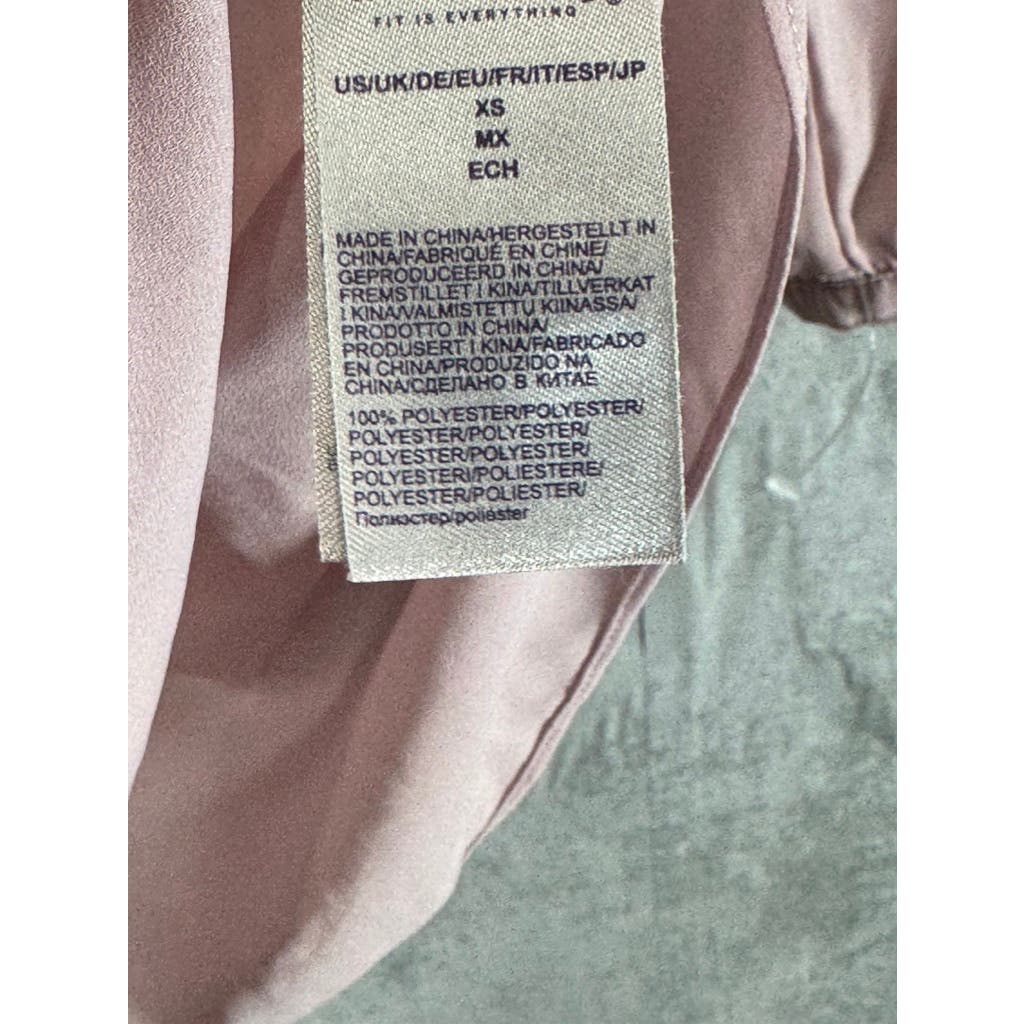 FIT IS EVERYTHING
US/UK/DE/EU/FR/IT/ESP/JP
XS
MX
ECH
MADE IN CHINA/HERGESTELLT IN
CHINA/FABRIQUÉ EN CHINE/
GEPRODUCEERD IN CHINA/
FREMSTILLET I KINA/TILLVERKAT
I KINA/VALMISTETTU KIINASSA/
PRODOTTO IN CHINA/
PRODUSERT I KINA/FABRICADO
EN CHINA/PRODUZIDO NA
CHINA/СДЕЛАНО В КИТАЕ
100% POLYESTER/POLYESTER/
POLYESTER/POLYESTER/
POLYESTER/POLYESTER/
POLYESTERI/POLIESTERE/
POLYESTER/POLIESTER/
Полиэстер/poliéster